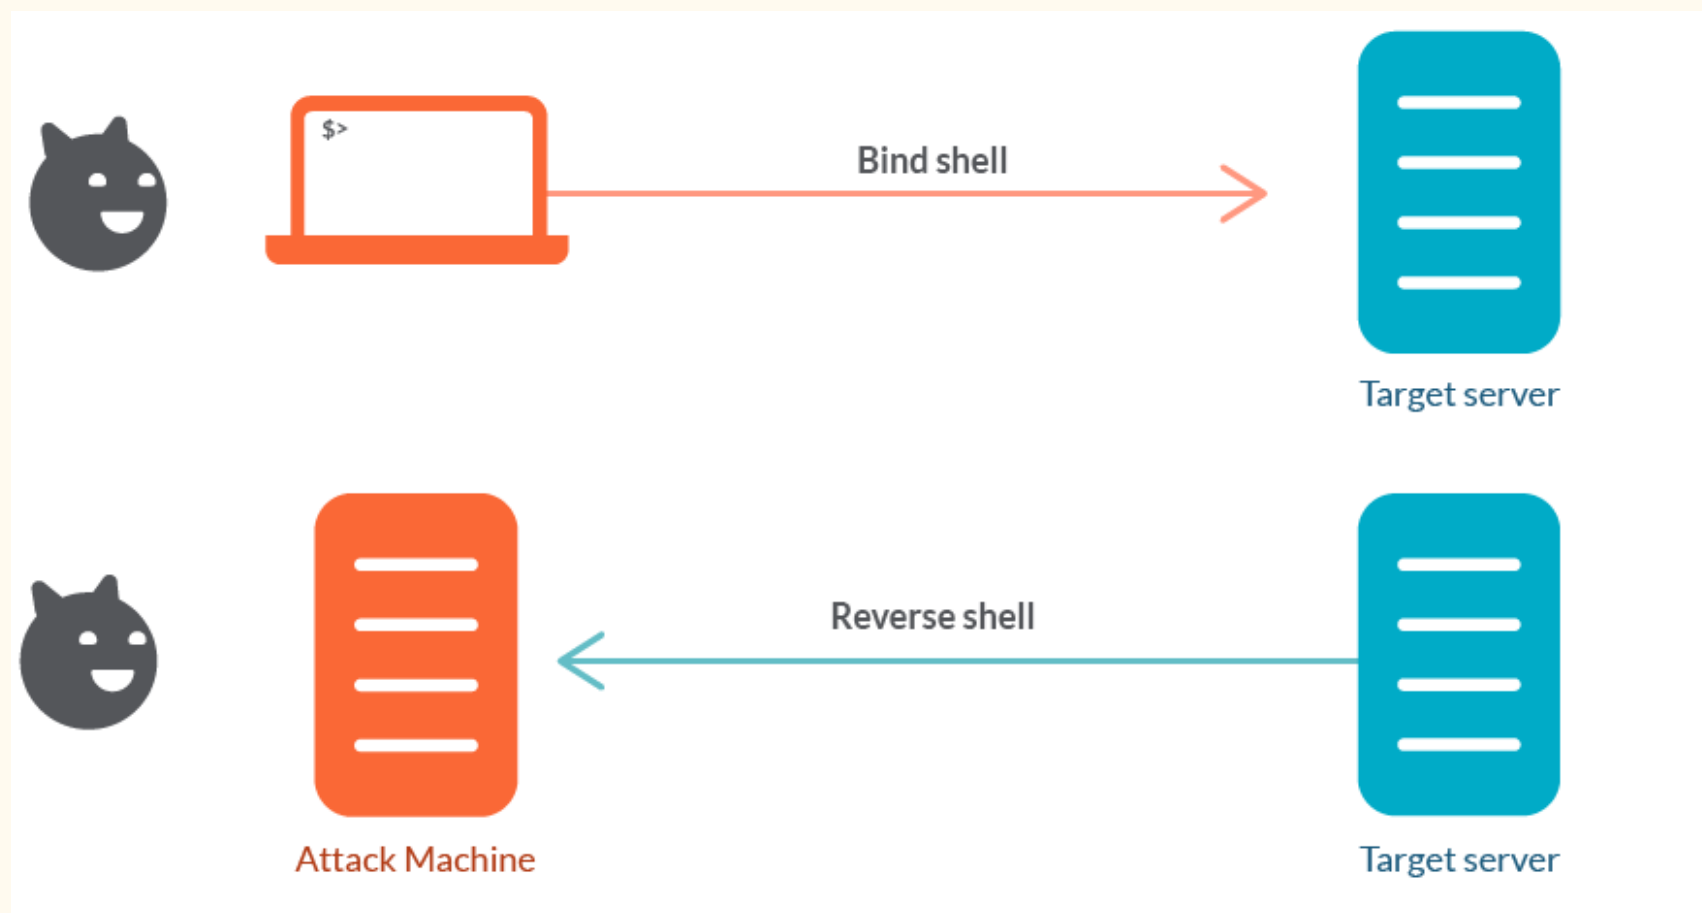 $>
Bind shell
Target server
Reverse shell
Attack Machine
Target server